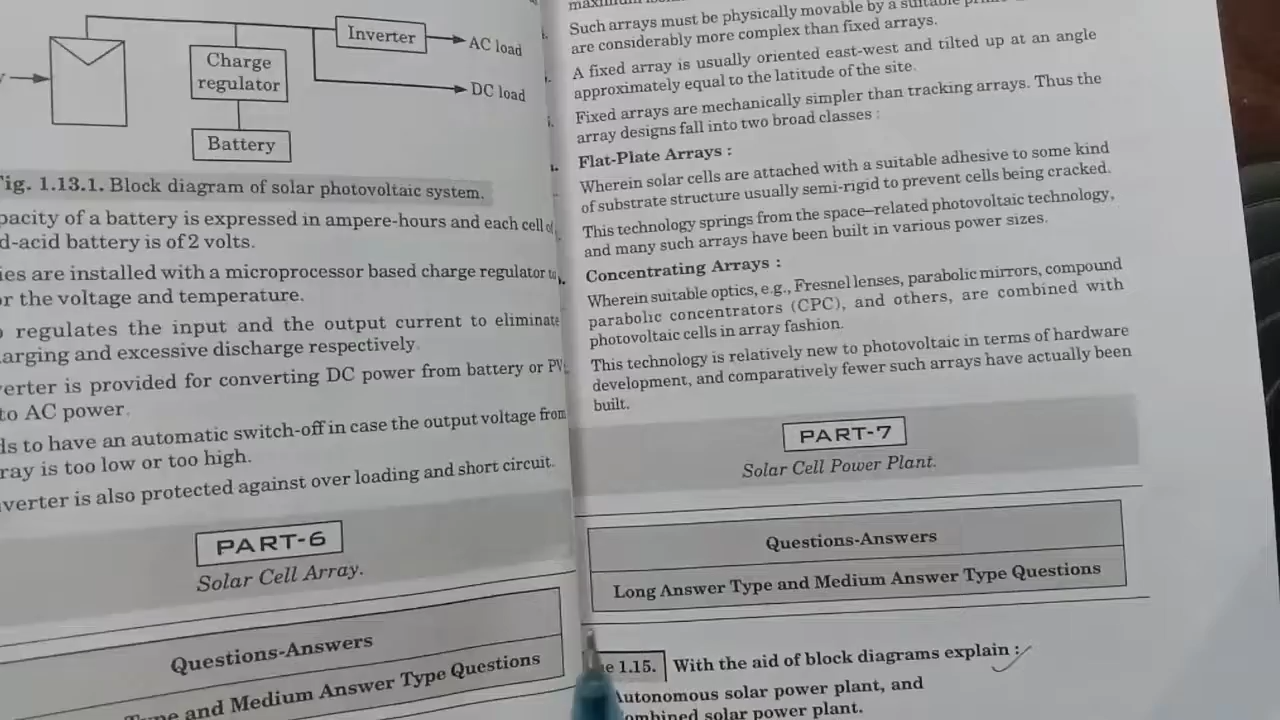 Inverter
AC load
Charge
regulator
DC load
Battery
Fig. 1.13.1. Block diagram of solar photovoltaic system.
of a battery is expressed in ampere-hours and each cell of
battery is of 2 volts.
are installed with a microprocessor based charge regulator to
the voltage and temperature.
regulates the input and the output current to eliminate
and excessive discharge respectively.
is provided for converting DC power from battery or PV
to AC power.
to have an automatic switch-off in case the output voltage from
is too low or too high.
is also protected against over loading and short circuit.
PART-6
Solar Cell Array.
Questions-Answers
and Medium Answer Type Questions
Such arrays must be physically movable by a suitable
are considerably more complex than fixed arrays.
A fixed array is usually oriented east-west and tilted up at an angle
approximately equal to the latitude of the site.
Fixed arrays are mechanically simpler than tracking arrays. Thus the
array designs fall into two broad classes :
Flat-Plate Arrays :
Wherein solar cells are attached with a suitable adhesive to some kind
of substrate structure usually semi-rigid to prevent cells being cracked.
This technology springs from the space-related photovoltaic technology,
and many such arrays have been built in various power sizes.
Concentrating Arrays :
Wherein suitable optics, e.g., Fresnel lenses, parabolic mirrors, compound
parabolic concentrators (CPC), and others, are combined with
photovoltaic cells in array fashion.
This technology is relatively new to photovoltaic in terms of hardware
development, and comparatively fewer such arrays have actually been
built.
PART-7
Solar Cell Power Plant.
Questions-Answers
Long Answer Type and Medium Answer Type Questions
1.15. With the aid of block diagrams explain :
Autonomous solar power plant, and
solar power plant.